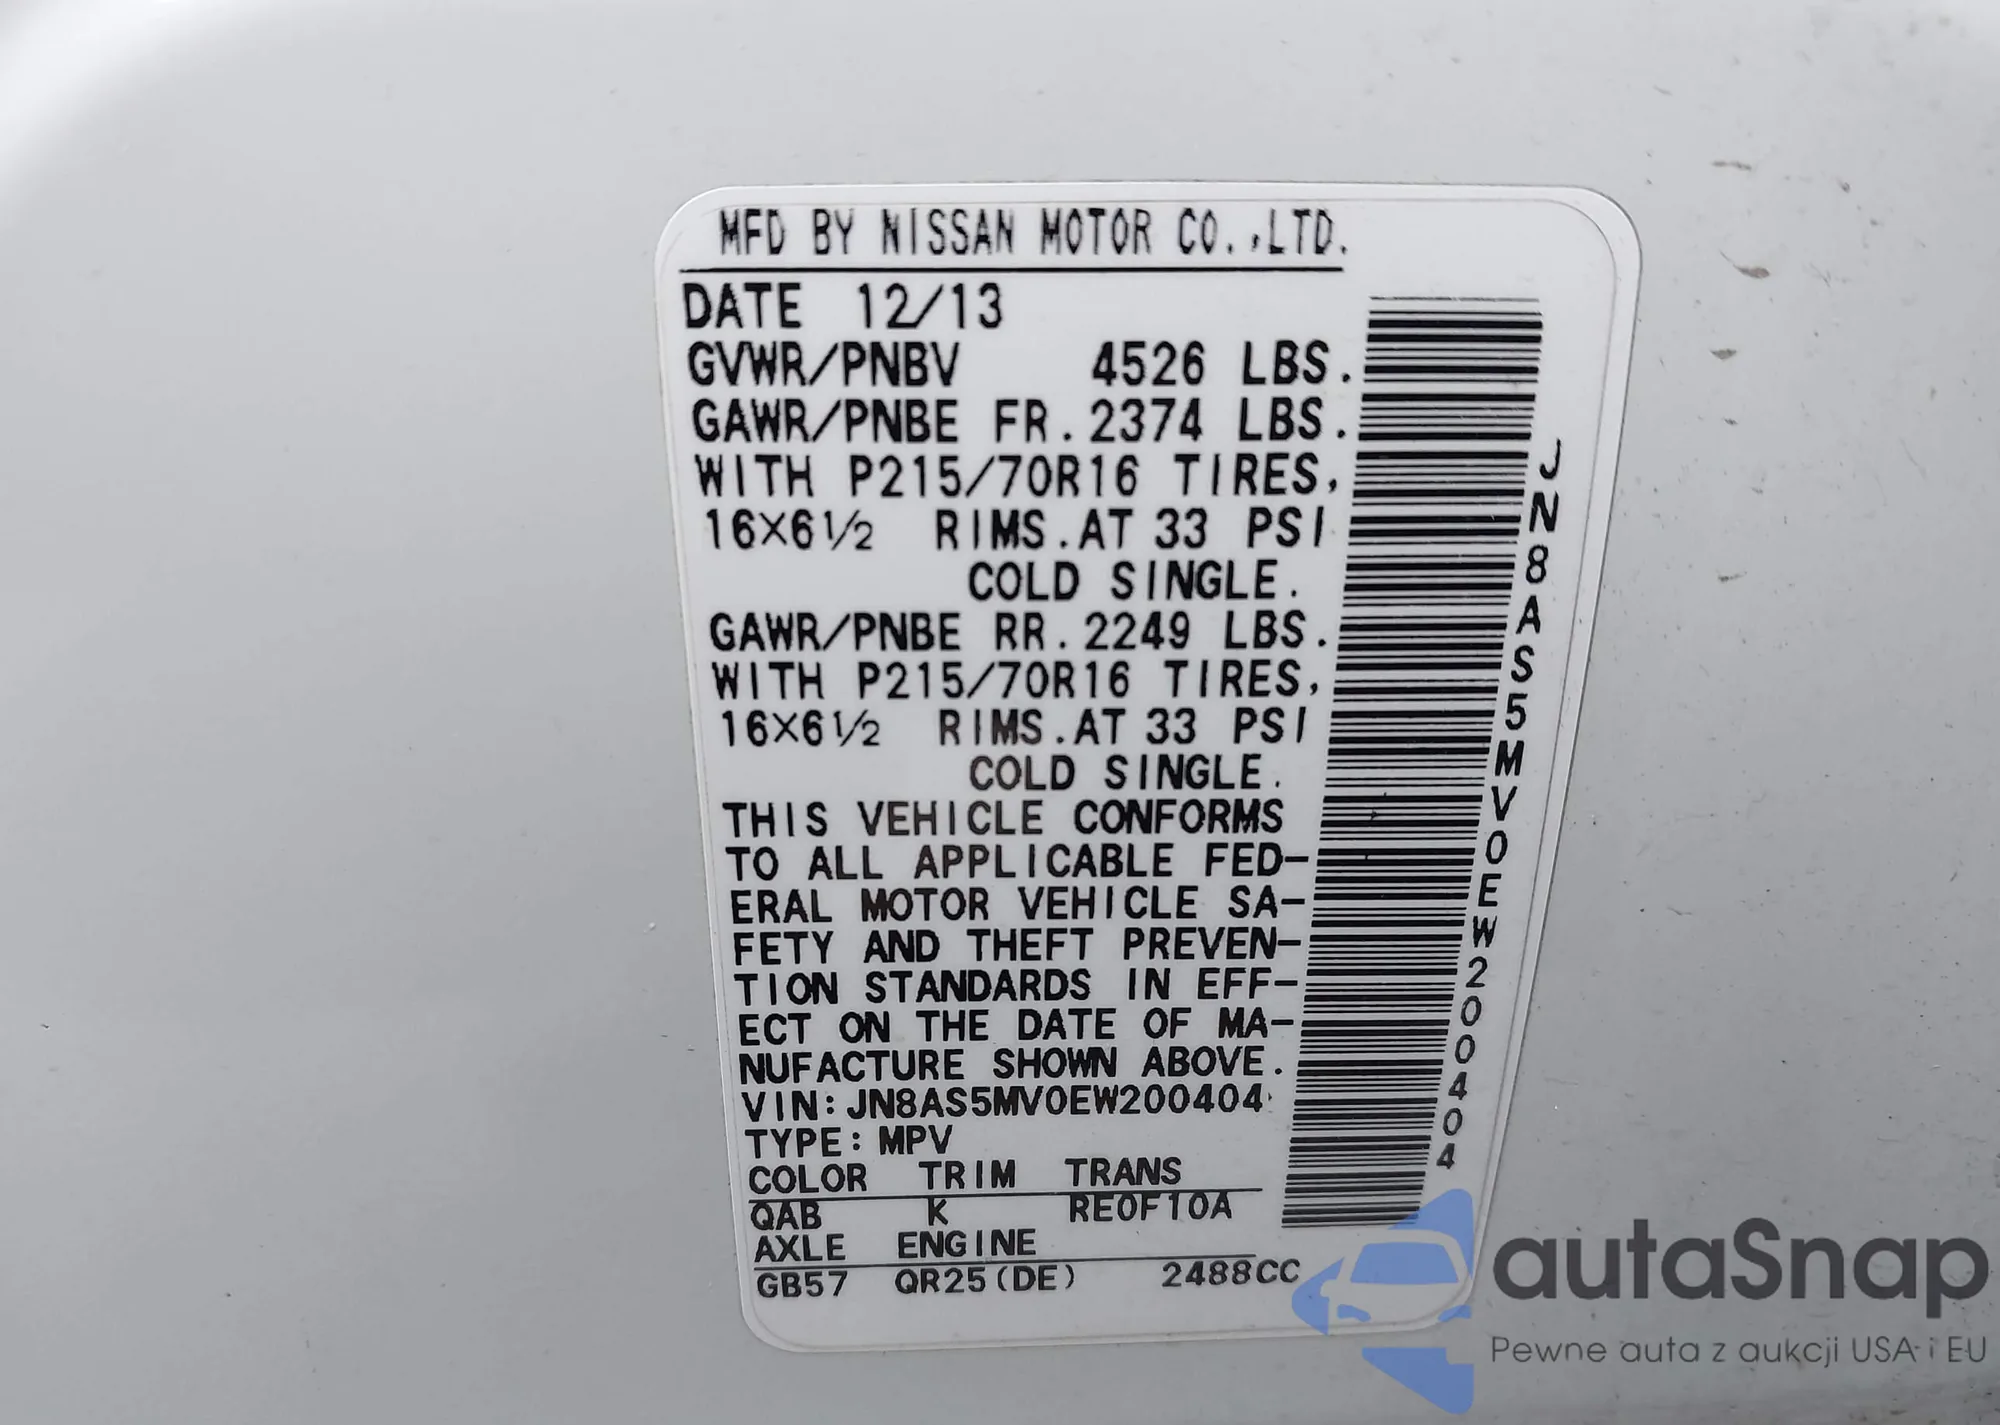 MFD BY NISSAN MOTOR CO.,LTD.
DATE 12/13
GVWR/PNBV 4526 LBS.
GAWR/PNBE FR.2374 LBS.
WITH P215/70R16 TIRES,
16X6½ RIMS.AT 33 PSI
COLD SINGLE.
GAWR/PNBE RR.2249 LBS.
WITH P215/70R16 TIRES,
16X6½ RIMS.AT 33 PSI
COLD SINGLE.
THIS VEHICLE CONFORMS
TO ALL APPLICABLE FED-
ERAL MOTOR VEHICLE SA-
FETY AND THEFT PREVEN-
TION STANDARDS IN EFF-
ECT ON THE DATE OF MA-
NUFACTURE SHOWN ABOVE.
VIN:JN8AS5MV0EW200404
TYPE:MPV
COLOR TRIM TRANS
QAB K RE0F10A
AXLE ENGINE
GB57 QR25(DE) 2488CC
JN8AS5MV0EW200404
autaSnap
Pewne auta z aukcji USA i EU